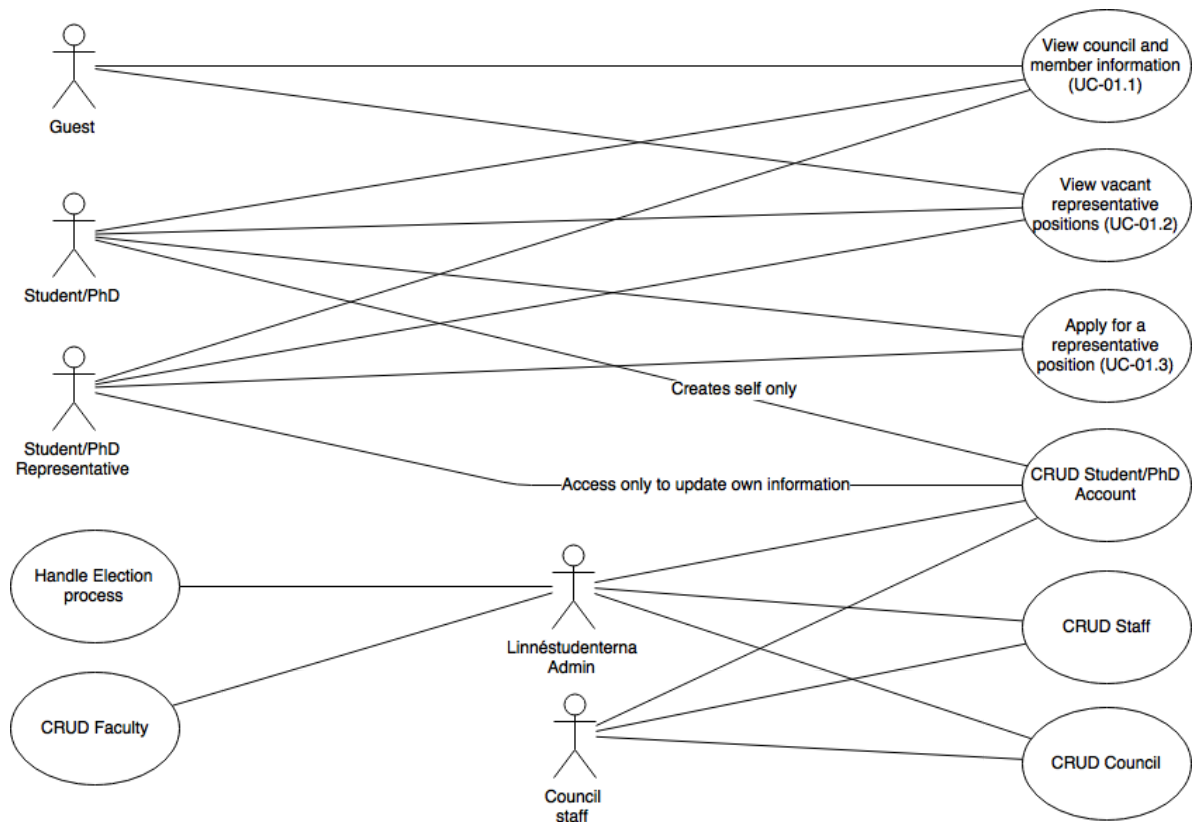 View council and
member information
(UC-01.1)
Guest
View vacant
representative
positions (UC-01.2)
Student/PhD
Apply for a
representative
position (UC-01.3)
Creates self only
Student/PhD
Representative
Access only to update own information
CRUD Student/PhD
Account
Handle Election
process
Linnéstudenterna
Admin
CRUD Staff
CRUD Faculty
CRUD Council
Council
staff